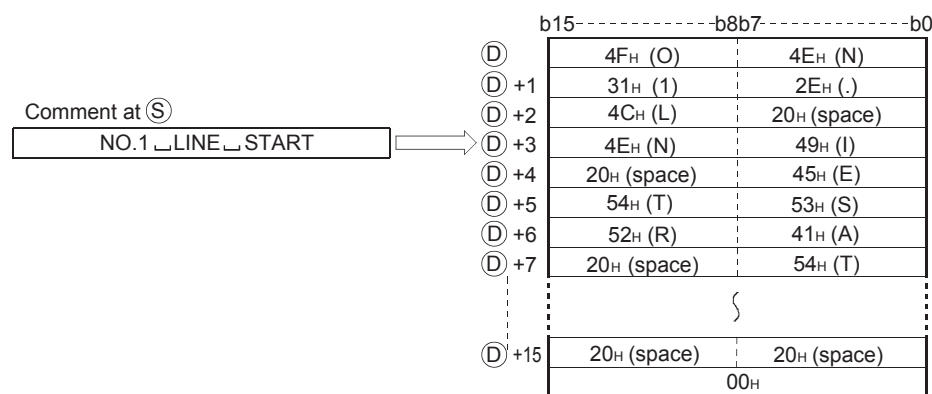 b15---------------b8b7---------------b0
Ⓓ 4FH (O) 4EH (N)
Ⓓ +1 31H (1) 2EH (.)
Comment at Ⓢ
Ⓓ +2 4CH (L) 20H (space)
NO.1␣LINE␣START
Ⓓ +3 4EH (N) 49H (I)
Ⓓ +4 20H (space) 45H (E)
Ⓓ +5 54H (T) 53H (S)
Ⓓ +6 52H (R) 41H (A)
Ⓓ +7 20H (space) 54H (T)
Ⓓ +15 20H (space) 20H (space)
00H